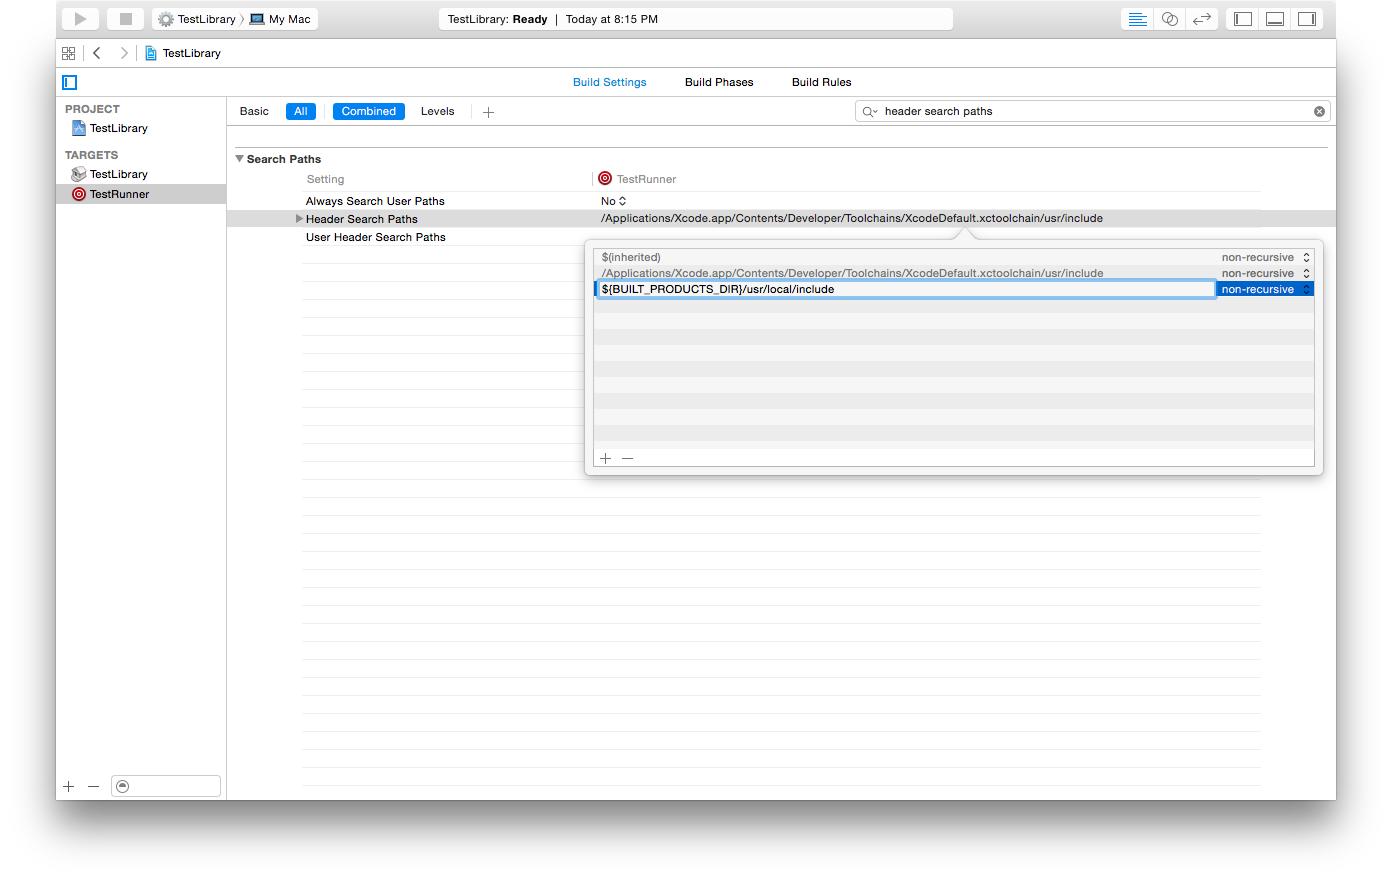 TestLibrary 〉 My Mac
TestLibrary: Ready | Today at 8:15 PM
TestLibrary
Build Settings Build Phases Build Rules
PROJECT
TestLibrary
TARGETS
TestLibrary
TestRunner
Basic All Combined Levels
header search paths
Search Paths
Setting TestRunner
Always Search User Paths No
Header Search Paths /Applications/Xcode.app/Contents/Developer/Toolchains/XcodeDefault.xctoolchain/usr/include
User Header Search Paths
$(inherited) non-recursive
/Applications/Xcode.app/Contents/Developer/Toolchains/XcodeDefault.xctoolchain/usr/include non-recursive
${BUILT_PRODUCTS_DIR}/usr/local/include non-recursive